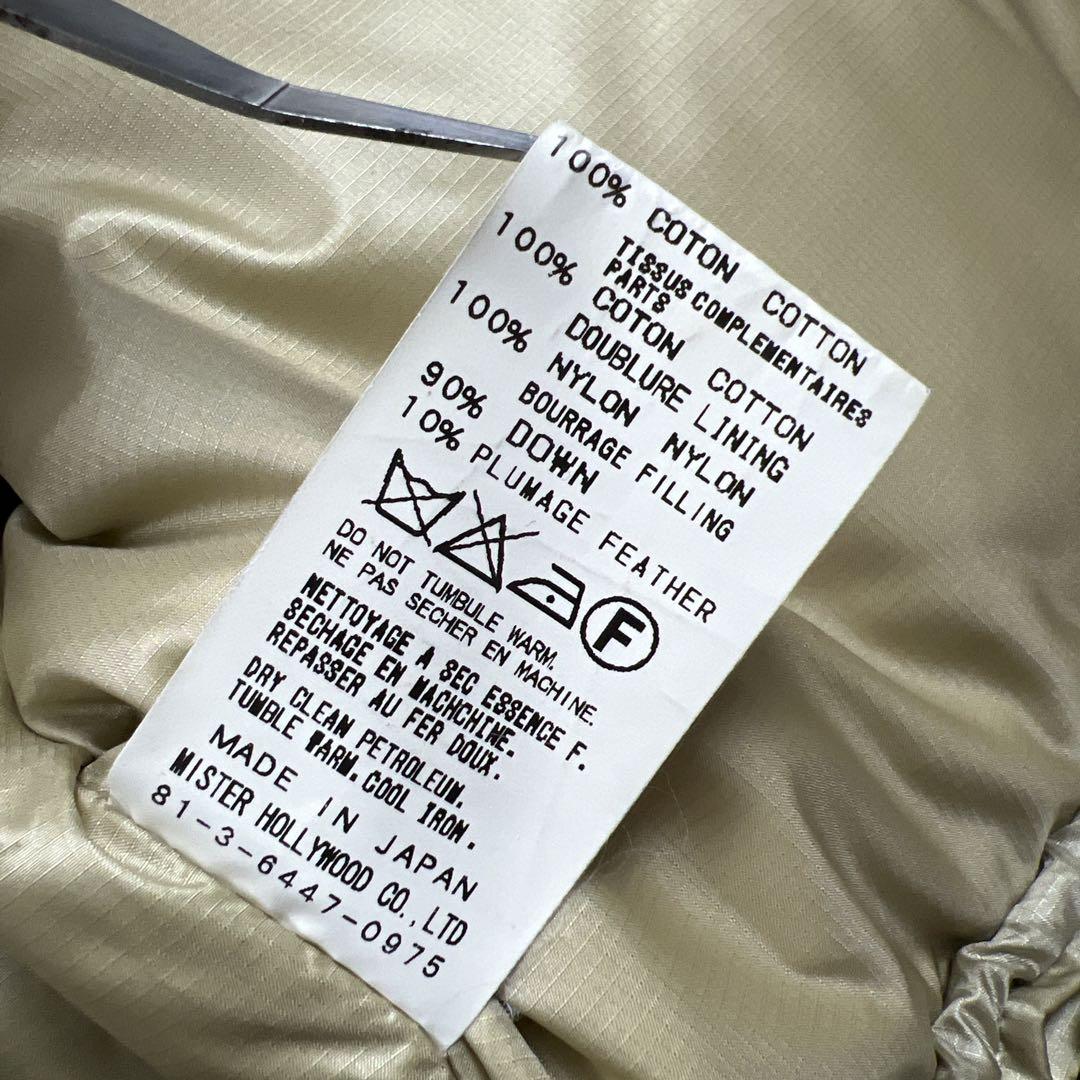 100% COTON COTTON
TISSUS COMPLEMENTAIRES
PARTS
100% COTON COTTON
DOUBLURE LINING
100% NYLON NYLON
BOURRAGE FILLING
90% DOWN
10% PLUMAGE FEATHER
F
DO NOT TUMBULE WARM.
NE PAS SECHER EN MACHINE.
NETTOYAGE A SEC ESSENCE F.
SECHAGE EN MACHCHINE.
REPASSER AU FER DOUX.
DRY CLEAN PETROLEUM.
TUMBLE WARM. COOL IRON.
MADE IN JAPAN
MISTER HOLLYWOOD CO., LTD
81-3-6447-0975